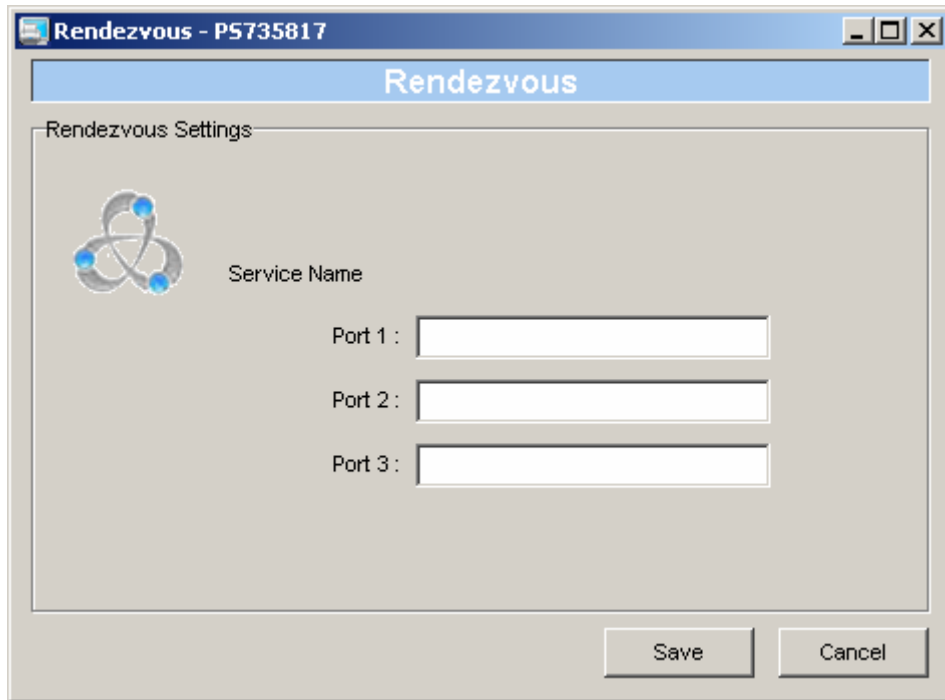 Rendezvous - PS735817
Rendezvous
Rendezvous Settings
Service Name
Port 1 :
Port 2 :
Port 3 :
Save Cancel